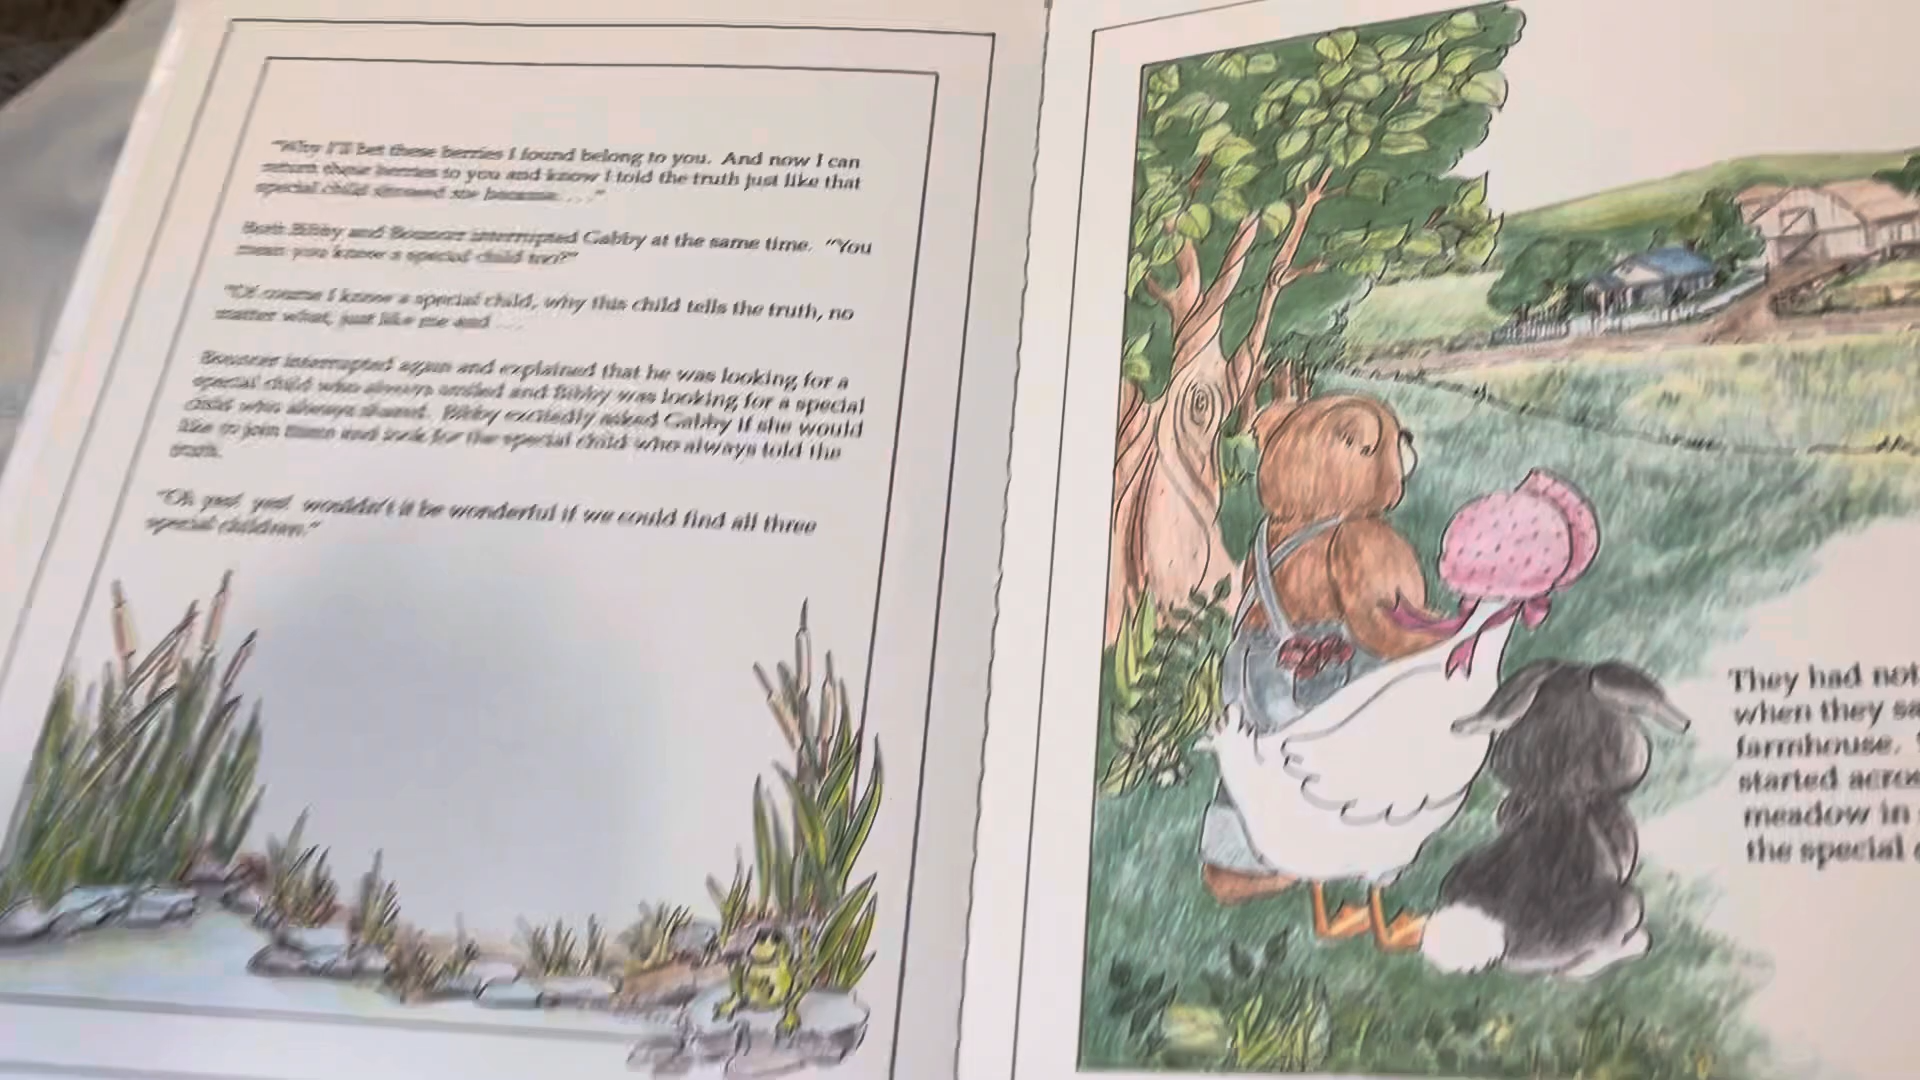 "Why I'll bet these berries I found belong to you. And now I can
return these berries to you and know I told the truth just like that
special child showed me because . . . ."
Both Bibby and Bouncer interrupted Gabby at the same time. "You
mean you know a special child too?"
"Of course I know a special child, why this child tells the truth, no
matter what, just like me and . . .
Bouncer interrupted again and explained that he was looking for a
special child who always smiled and Bibby was looking for a special
child who always shared. Bibby excitedly asked Gabby if she would
like to join them and look for the special child who always told the
truth.
"Oh yes!, yes!, wouldn't it be wonderful if we could find all three
special children."
They had not
when they
farmhouse.
started
meadow in
the special